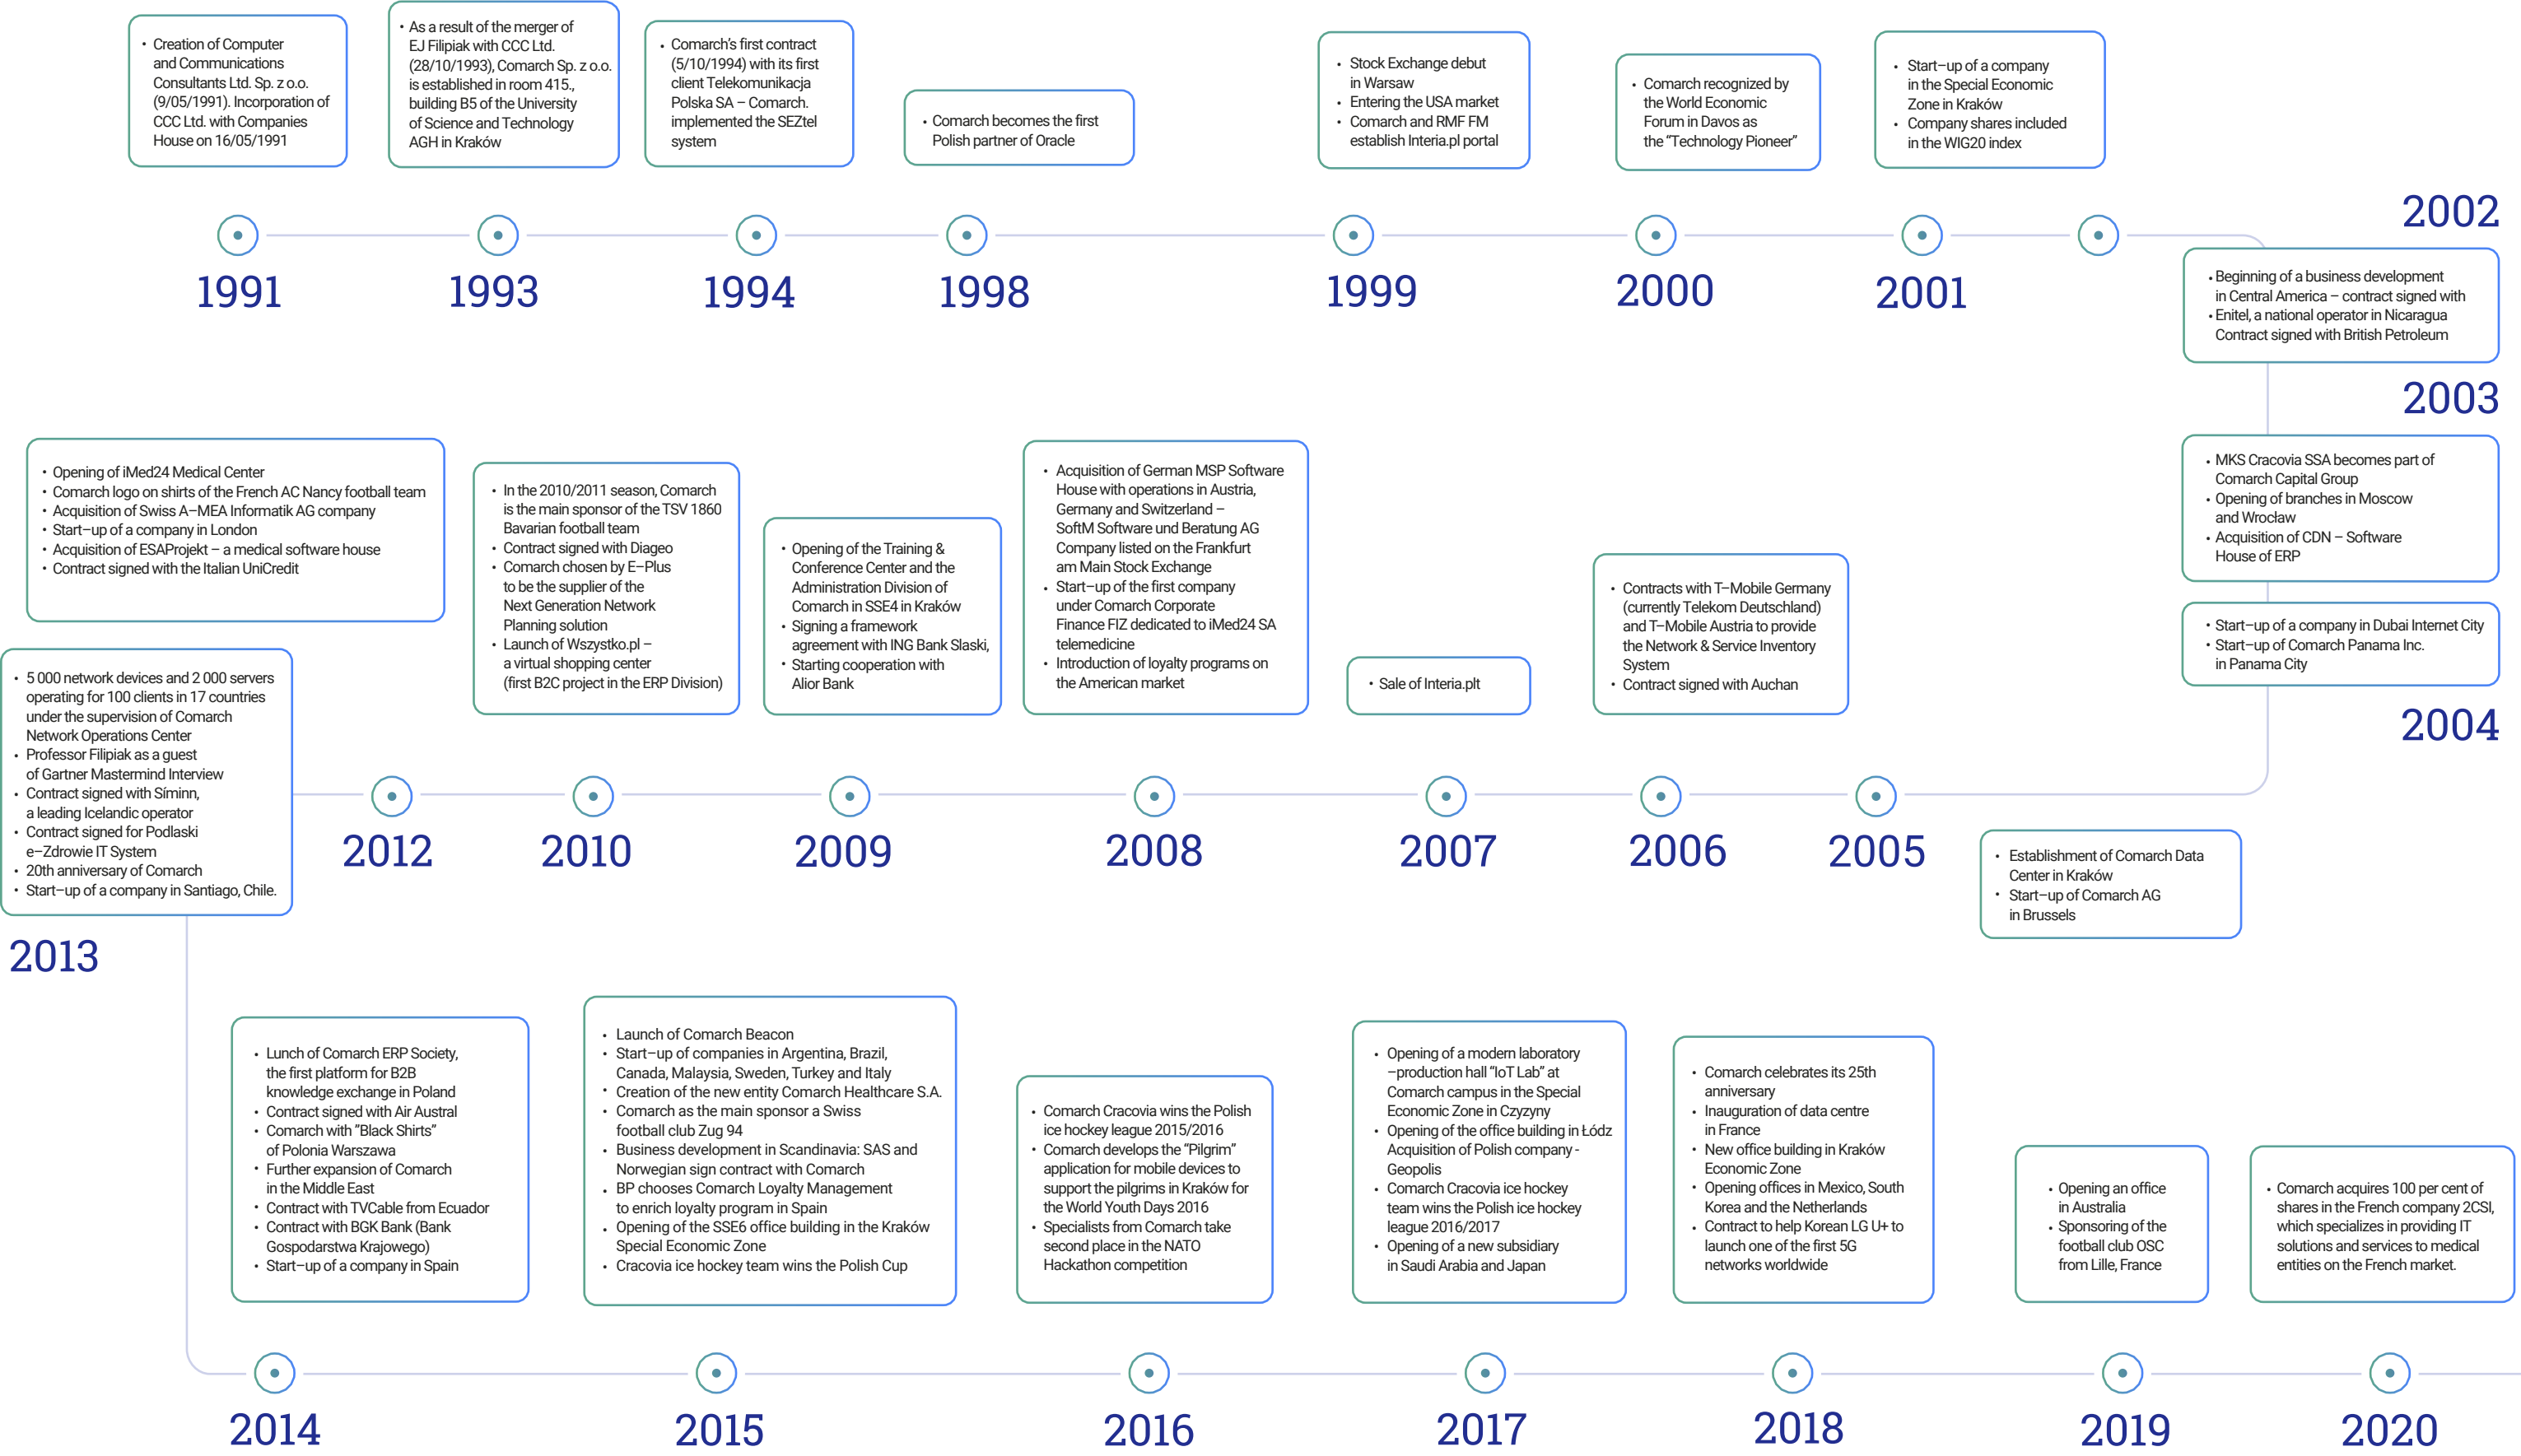 • Creation of Computer
and Communications
Consultants Ltd. Sp. z o.o.
(9/05/1991). Incorporation of
CCC Ltd. with Companies
House on 16/05/1991
1991
• As a result of the merger of
EJ Filipiak with CCC Ltd.
(28/10/1993), Comarch Sp. z o.o.
is established in room 415.,
building B5 of the University
of Science and Technology
AGH in Kraków
1993
• Comarch's first contract
(5/10/1994) with its first
client Telekomunikacja
Polska SA – Comarch.
implemented the SEZtel
system
1994
• Comarch becomes the first
Polish partner of Oracle
1998
• Stock Exchange debut
in Warsaw
• Entering the USA market
• Comarch and RMF FM
establish Interia.pl portal
1999
• Comarch recognized by
the World Economic
Forum in Davos as
the “Technology Pioneer”
2000
• Start–up of a company
in the Special Economic
Zone in Kraków
• Company shares included
in the WIG20 index
2001
2002
• Beginning of a business development
in Central America – contract signed with
• Enitel, a national operator in Nicaragua
Contract signed with British Petroleum
2003
• MKS Cracovia SSA becomes part of
Comarch Capital Group
• Opening of branches in Moscow
and Wrocław
• Acquisition of CDN – Software
House of ERP
• Start–up of a company in Dubai Internet City
• Start–up of Comarch Panama Inc.
in Panama City
2004
2005
• Establishment of Comarch Data
Center in Kraków
• Start–up of Comarch AG
in Brussels
• Contracts with T–Mobile Germany
(currently Telekom Deutschland)
and T–Mobile Austria to provide
the Network & Service Inventory
System
• Contract signed with Auchan
2006
• Sale of Interia.plt
2007
• Acquisition of German MSP Software
House with operations in Austria,
Germany and Switzerland –
SoftM Software und Beratung AG
Company listed on the Frankfurt
am Main Stock Exchange
• Start–up of the first company
under Comarch Corporate
Finance FIZ dedicated to iMed24 SA
telemedicine
• Introduction of loyalty programs on
the American market
2008
• Opening of the Training &
Conference Center and the
Administration Division of
Comarch in SSE4 in Kraków
• Signing a framework
agreement with ING Bank Slaski,
• Starting cooperation with
Alior Bank
2009
• In the 2010/2011 season, Comarch
is the main sponsor of the TSV 1860
Bavarian football team
• Contract signed with Diageo
• Comarch chosen by E–Plus
to be the supplier of the
Next Generation Network
Planning solution
• Launch of Wszystko.pl –
a virtual shopping center
(first B2C project in the ERP Division)
2010
• Opening of iMed24 Medical Center
• Comarch logo on shirts of the French AC Nancy football team
• Acquisition of Swiss A–MEA Informatik AG company
• Start–up of a company in London
• Acquisition of ESAProjekt – a medical software house
• Contract signed with the Italian UniCredit
2012
• 5 000 network devices and 2 000 servers
operating for 100 clients in 17 countries
under the supervision of Comarch
Network Operations Center
• Professor Filipiak as a guest
of Gartner Mastermind Interview
• Contract signed with Síminn,
a leading Icelandic operator
• Contract signed for Podlaski
e–Zdrowie IT System
• 20th anniversary of Comarch
• Start–up of a company in Santiago, Chile.
2013
• Lunch of Comarch ERP Society,
the first platform for B2B
knowledge exchange in Poland
• Contract signed with Air Austral
• Comarch with ”Black Shirts”
of Polonia Warszawa
• Further expansion of Comarch
in the Middle East
• Contract with TVCable from Ecuador
• Contract with BGK Bank (Bank
Gospodarstwa Krajowego)
• Start–up of a company in Spain
2014
• Launch of Comarch Beacon
• Start–up of companies in Argentina, Brazil,
Canada, Malaysia, Sweden, Turkey and Italy
• Creation of the new entity Comarch Healthcare S.A.
• Comarch as the main sponsor a Swiss
football club Zug 94
• Business development in Scandinavia: SAS and
Norwegian sign contract with Comarch
• BP chooses Comarch Loyalty Management
to enrich loyalty program in Spain
• Opening of the SSE6 office building in the Kraków
Special Economic Zone
• Cracovia ice hockey team wins the Polish Cup
2015
• Comarch Cracovia wins the Polish
ice hockey league 2015/2016
• Comarch develops the “Pilgrim”
application for mobile devices to
support the pilgrims in Kraków for
the World Youth Days 2016
• Specialists from Comarch take
second place in the NATO
Hackathon competition
2016
• Opening of a modern laboratory
–production hall “IoT Lab” at
Comarch campus in the Special
Economic Zone in Czyzyny
• Opening of the office building in Łódz
Acquisition of Polish company -
Geopolis
• Comarch Cracovia ice hockey
team wins the Polish ice hockey
league 2016/2017
• Opening of a new subsidiary
in Saudi Arabia and Japan
2017
• Comarch celebrates its 25th
anniversary
• Inauguration of data centre
in France
• New office building in Kraków
Economic Zone
• Opening offices in Mexico, South
Korea and the Netherlands
• Contract to help Korean LG U+ to
launch one of the first 5G
networks worldwide
2018
• Opening an office
in Australia
• Sponsoring of the
football club OSC
from Lille, France
2019
• Comarch acquires 100 per cent of
shares in the French company 2CSI,
which specializes in providing IT
solutions and services to medical
entities on the French market.
2020